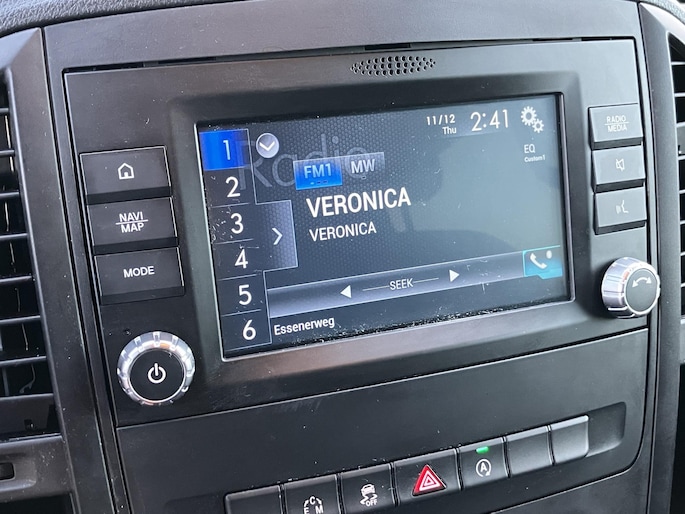 11/12
Thu
2:41
1
Radio
2
3
4
5
6
FM1
MW
EQ
Custom1
VERONICA
VERONICA
SEEK
Essenerweg
NAVI
MAP
MODE
RADIO
MEDIA
C
E M
OFF
A